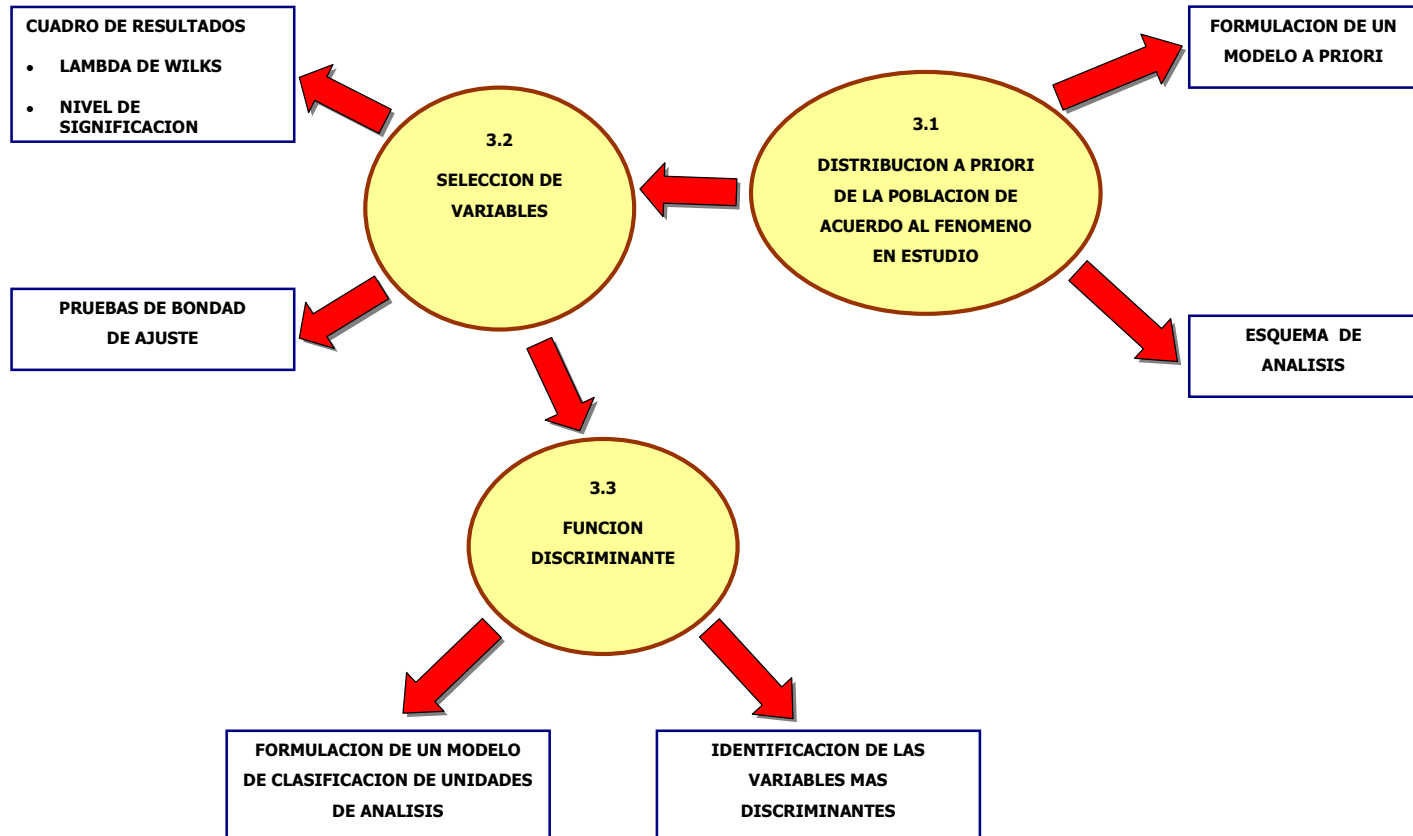 CUADRO DE RESULTADOS
• LAMBDA DE WILKS
• NIVEL DE
SIGNIFICACION
FORMULACION DE UN
MODELO A PRIORI
3.1
DISTRIBUCION A PRIORI
DE LA POBLACION DE
ACUERDO AL FENOMENO
EN ESTUDIO
3.2
SELECCION DE
VARIABLES
PRUEBAS DE BONDAD
DE AJUSTE
ESQUEMA DE
ANALISIS
3.3
FUNCION
DISCRIMINANTE
FORMULACION DE UN MODELO
DE CLASIFICACION DE UNIDADES
DE ANALISIS
IDENTIFICACION DE LAS
VARIABLES MAS
DISCRIMINANTES